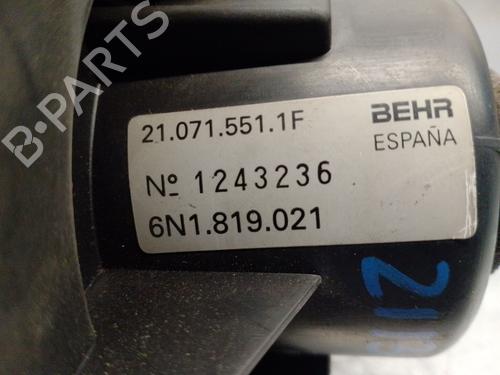 B-PARTS
21.071.551.1F
BEHR
ESPAÑA
Nº 1243236
6N1.819.021